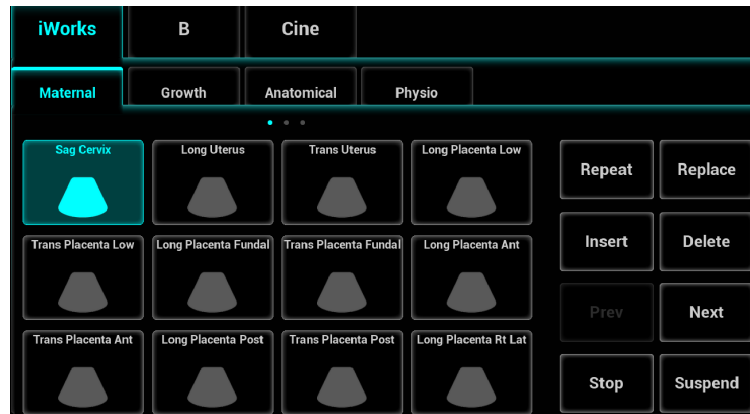 iWorks B Cine
Maternal Growth Anatomical Physio
Sag Cervix Long Uterus Trans Uterus Long Placenta Low
Repeat Replace
Trans Placenta Low Long Placenta Fundal Trans Placenta Fundal Long Placenta Ant
Insert Delete
Prev Next
Trans Placenta Ant Long Placenta Post Trans Placenta Post Long Placenta Rt Lat
Stop Suspend